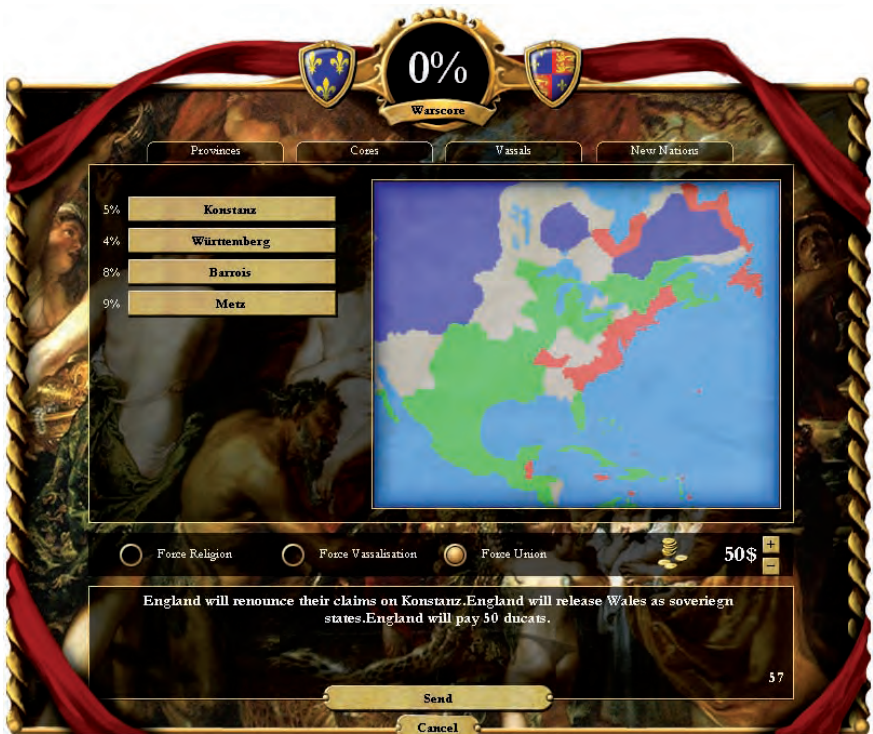 0%
Warscore
Provinces Cores Vassals New Nations
5% Konstanz
4% Württemberg
8% Barrois
9% Metz
Force Religion Force Vassalisation Force Union 50$ +
−
England will renounce their claims on Konstanz.England will release Wales as soveriegn
states.England will pay 50 ducats.
57
Send
Cancel